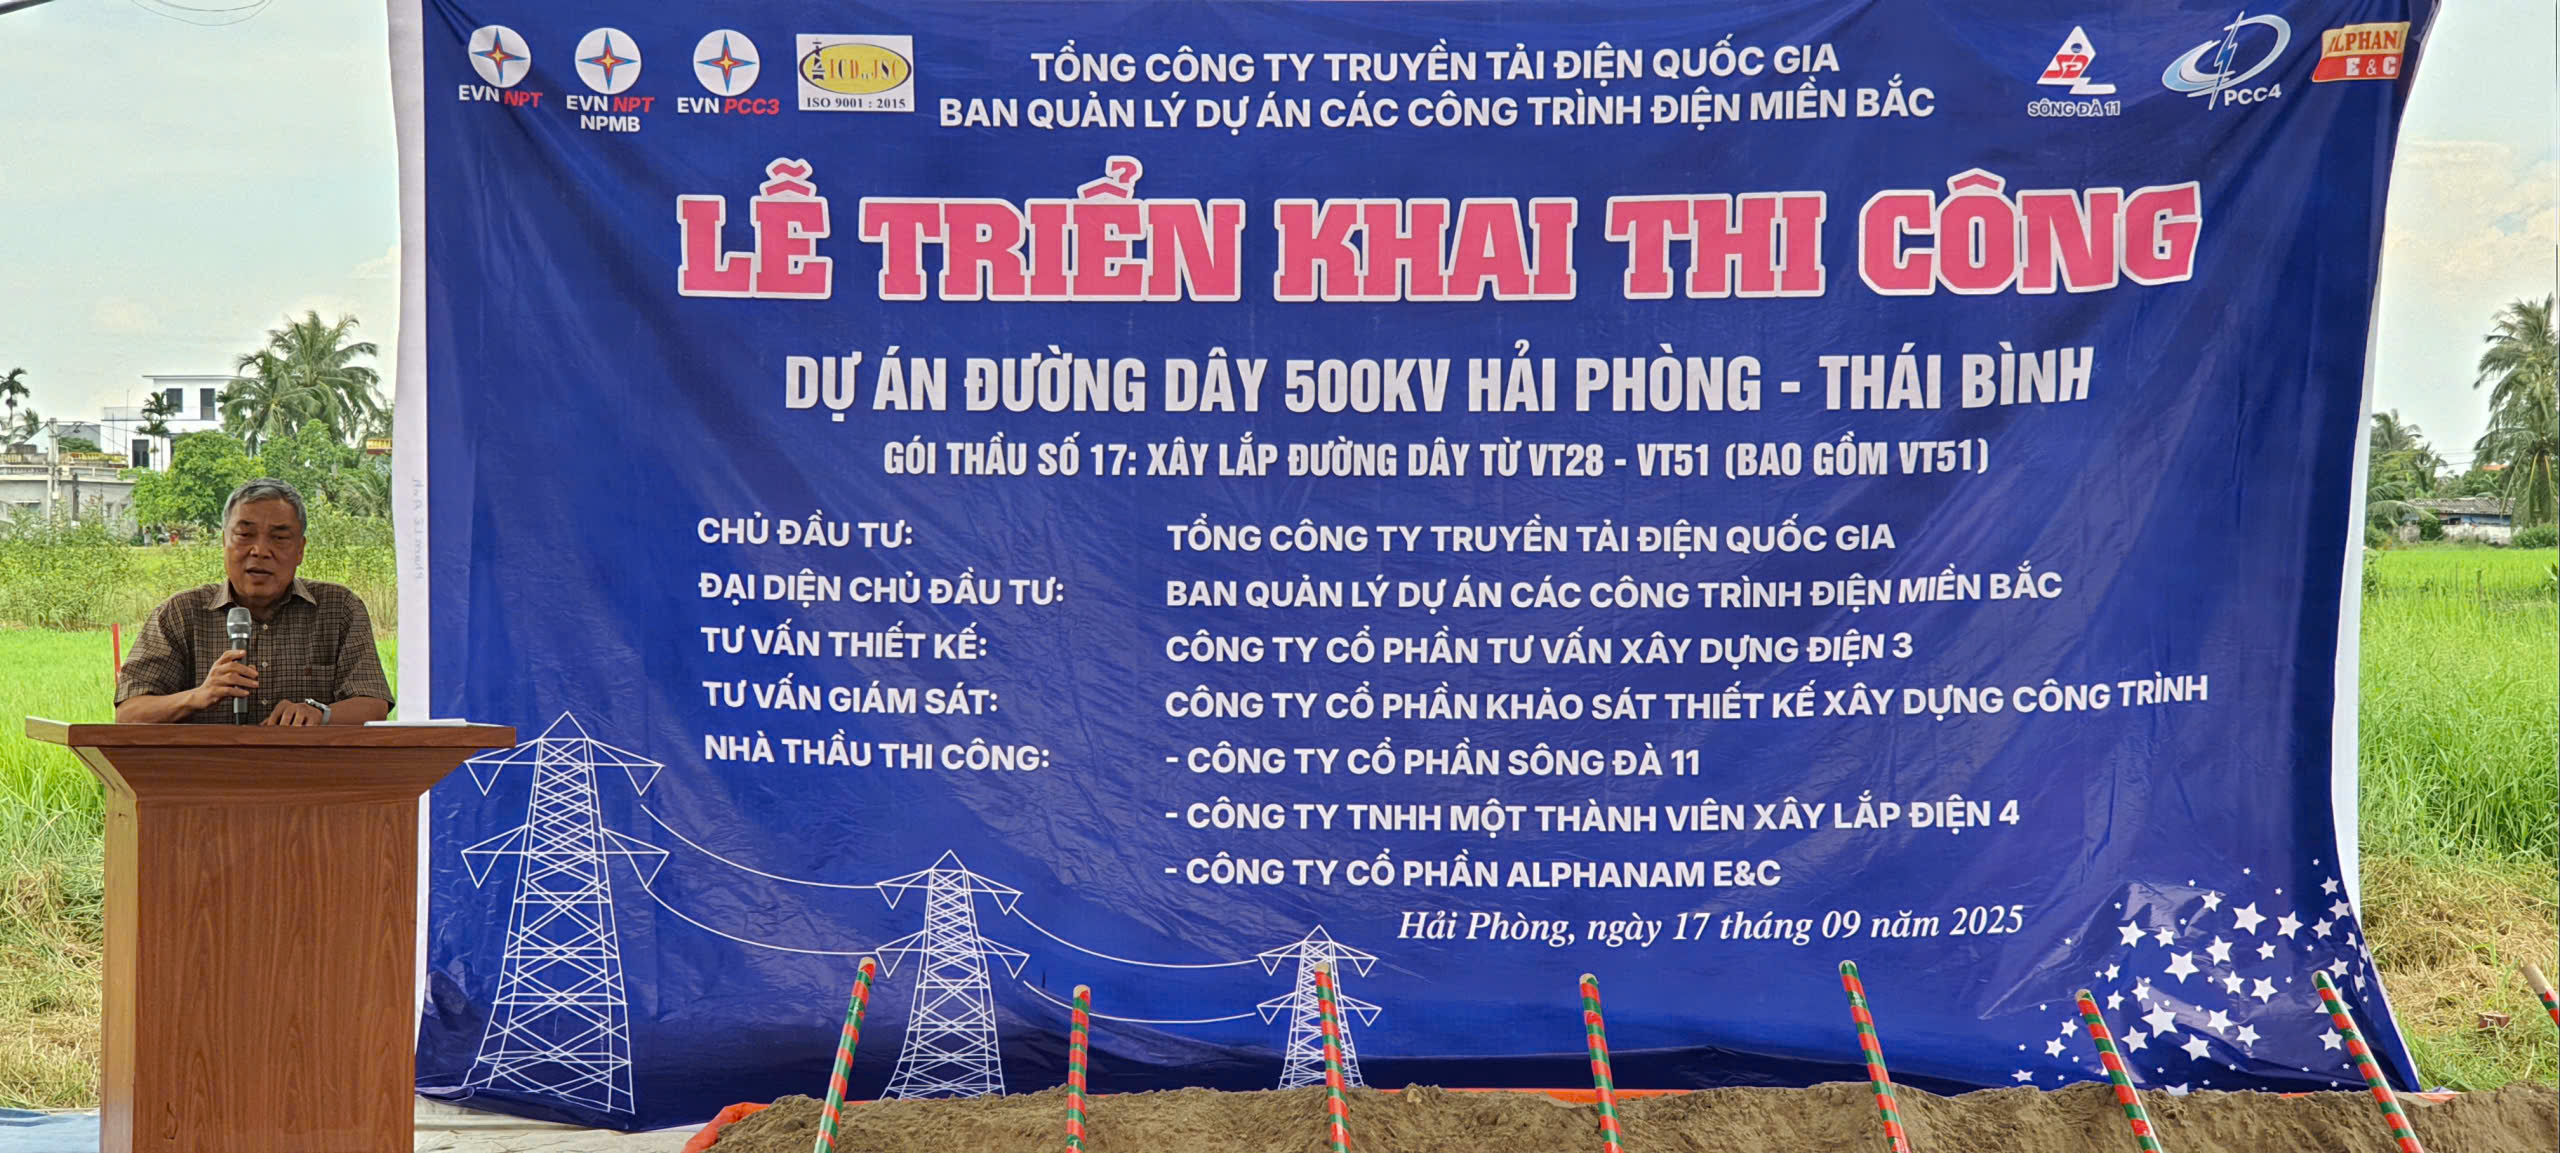 EVN NPT
EVN NPT
NPMB
EVN PCC3
ICD JSC
ISO 9001 : 2015
TỔNG CÔNG TY TRUYỀN TẢI ĐIỆN QUỐC GIA
BAN QUẢN LÝ DỰ ÁN CÁC CÔNG TRÌNH ĐIỆN MIỀN BẮC
SÔNG ĐÀ 11
PCC4
ALPHANA
E & C
LỄ TRIỂN KHAI THI CÔNG
DỰ ÁN ĐƯỜNG DÂY 500KV HẢI PHÒNG - THÁI BÌNH
GÓI THẦU SỐ 17: XÂY LẮP ĐƯỜNG DÂY TỪ VT28 - VT51 (BAO GỒM VT51)
CHỦ ĐẦU TƯ: TỔNG CÔNG TY TRUYỀN TẢI ĐIỆN QUỐC GIA
ĐẠI DIỆN CHỦ ĐẦU TƯ: BAN QUẢN LÝ DỰ ÁN CÁC CÔNG TRÌNH ĐIỆN MIỀN BẮC
TƯ VẤN THIẾT KẾ: CÔNG TY CỔ PHẦN TƯ VẤN XÂY DỰNG ĐIỆN 3
TƯ VẤN GIÁM SÁT: CÔNG TY CỔ PHẦN KHẢO SÁT THIẾT KẾ XÂY DỰNG CÔNG TRÌNH
NHÀ THẦU THI CÔNG: - CÔNG TY CỔ PHẦN SÔNG ĐÀ 11
- CÔNG TY TNHH MỘT THÀNH VIÊN XÂY LẮP ĐIỆN 4
- CÔNG TY CỔ PHẦN ALPHANAM E&C
Hải Phòng, ngày 17 tháng 09 năm 2025